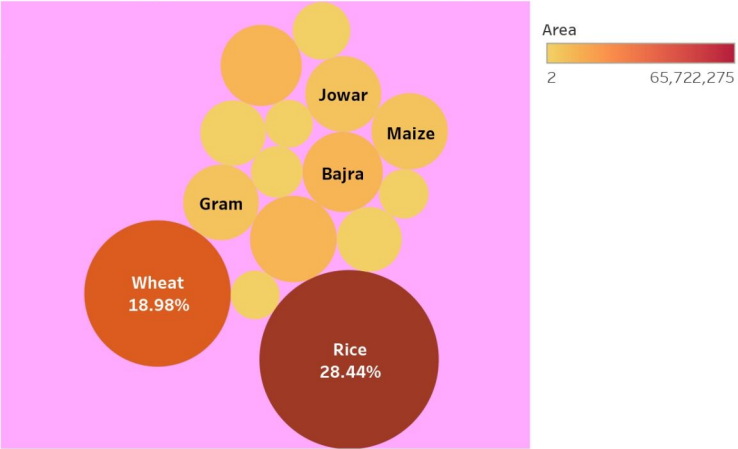 Area
2 65,722,275
Jowar
Maize
Bajra
Gram
Wheat
18.98%
Rice
28.44%